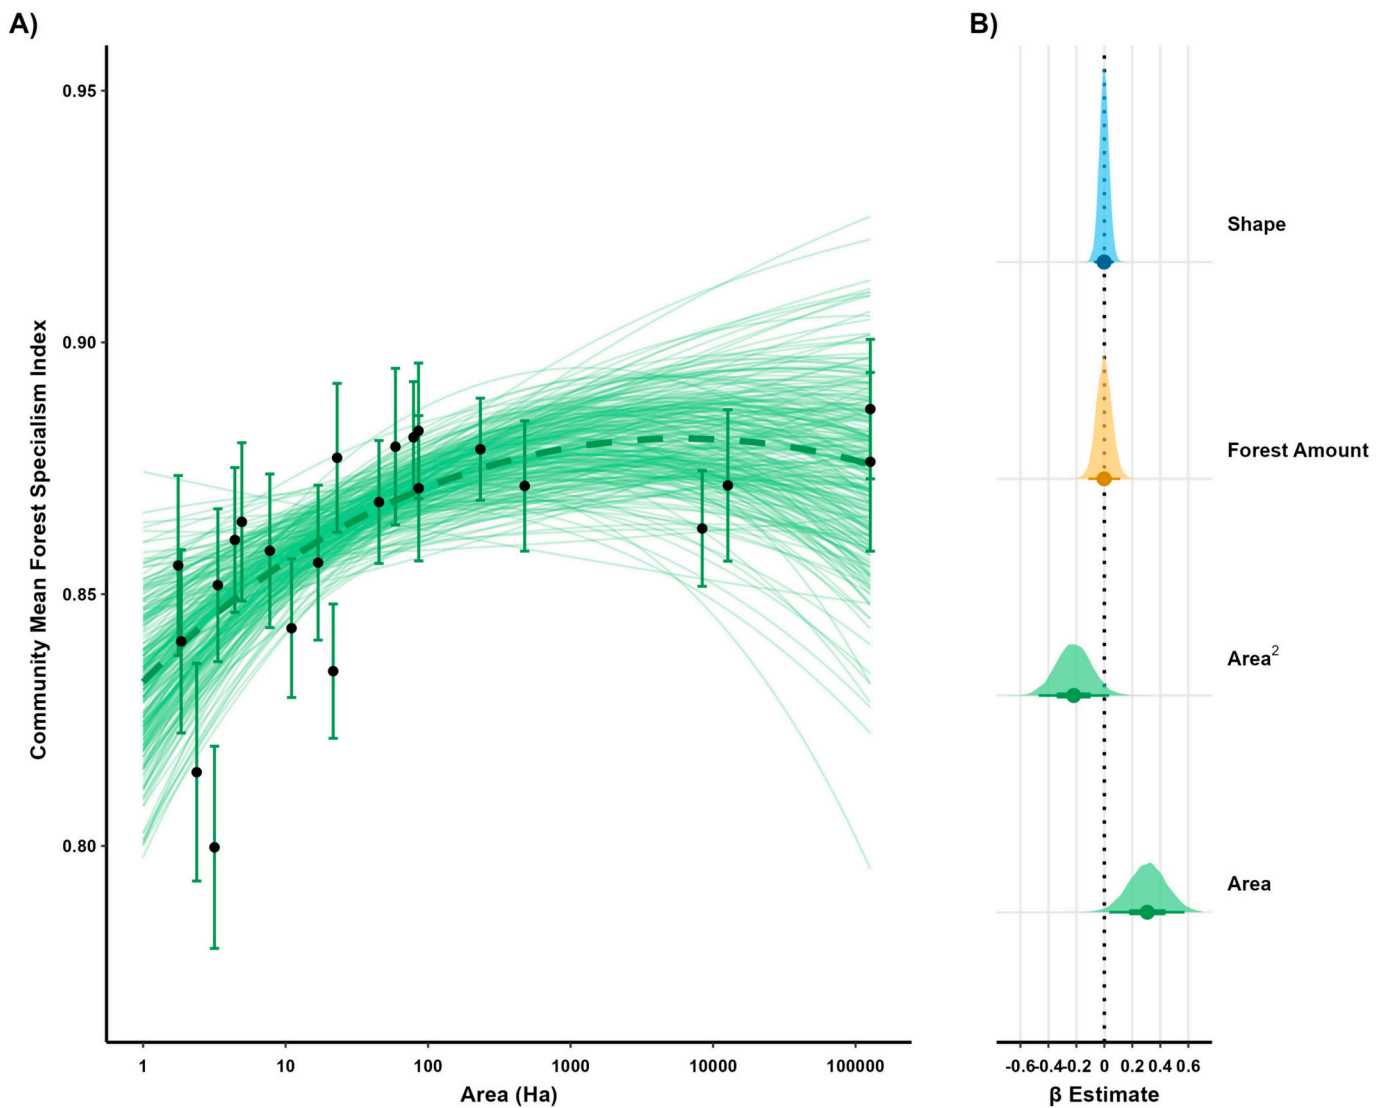 A)
B)
Community Mean Forest Specialism Index
0.95
0.90
0.85
0.80
1 10 100 1000 10000 100000
Area (Ha)
Shape
Forest Amount
Area²
Area
-0.6 -0.4 -0.2 0 0.2 0.4 0.6
β Estimate